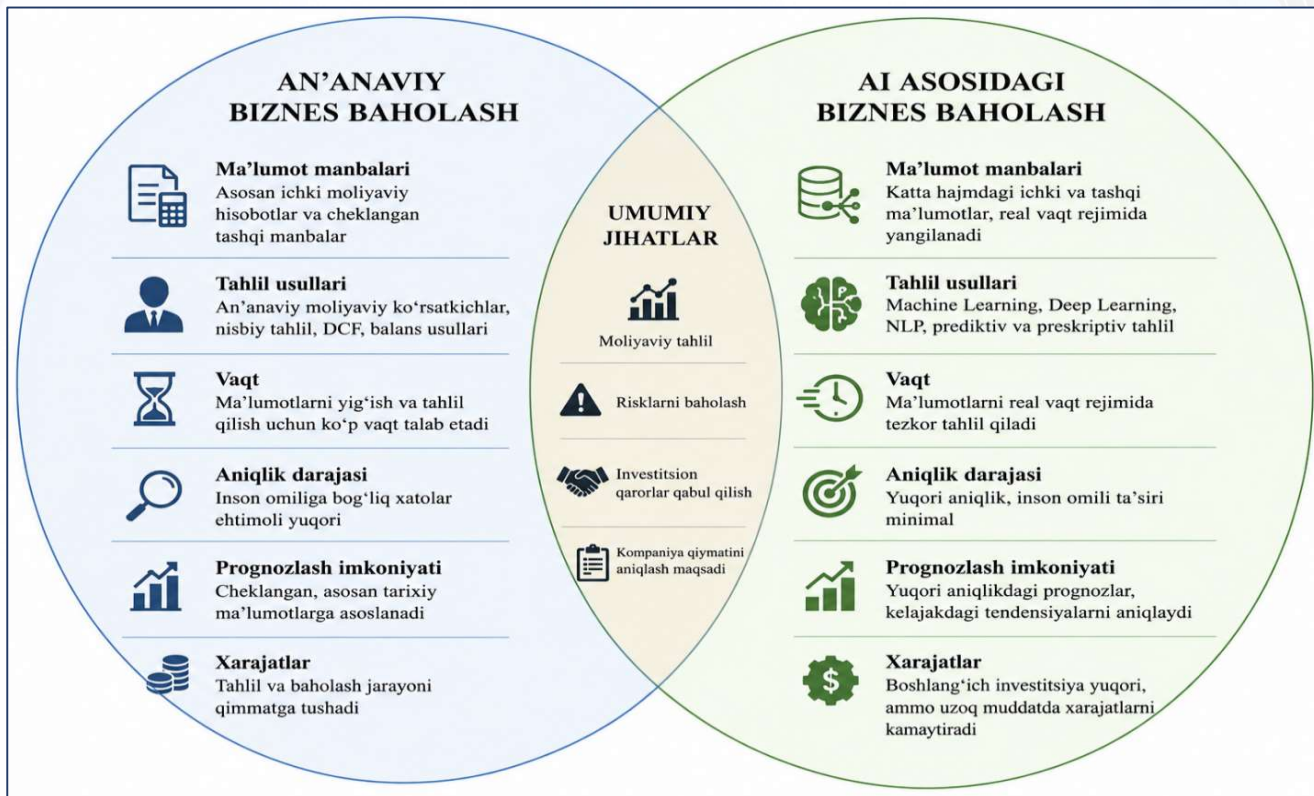 AN’ANAVIY
BIZNES BAHOLASH
Ma’lumot manbalari
Asosan ichki moliyaviy
hisobotlar va cheklangan
tashqi manbalar
Tahlil usullari
An’anaviy moliyaviy ko‘rsatkichlar,
nisbiy tahlil, DCF, balans usullari
Vaqt
Ma’lumotlarni yig‘ish va tahlil
qilish uchun ko‘p vaqt talab etadi
Aniqlik darajasi
Inson omiliga bog‘liq xatolar
ehtimoli yuqori
Prognozlash imkoniyati
Cheklangan, asosan tarixiy
ma’lumotlarga asoslanadi
Xarajatlar
Tahlil va baholash jarayoni
qimmatga tushadi
UMUMIY
JIHATLAR
Moliyaviy tahlil
Risklarni baholash
Investitsion
qarorlar qabul qilish
Kompaniya qiymatini
aniqlash maqsadi
AI ASOSIDAGI
BIZNES BAHOLASH
Ma’lumot manbalari
Katta hajmdagi ichki va tashqi
ma’lumotlar, real vaqt rejimida
yangilanadi
Tahlil usullari
Machine Learning, Deep Learning,
NLP, prediktiv va preskriptiv tahlil
Vaqt
Ma’lumotlarni real vaqt rejimida
tezkor tahlil qiladi
Aniqlik darajasi
Yuqori aniqlik, inson omili ta’siri
minimal
Prognozlash imkoniyati
Yuqori aniqlikdagi prognozlar,
kelajakdagi tendensiyalarni aniqlaydi
Xarajatlar
$
Boshlang‘ich investitsiya yuqori,
ammo uzoq muddatda xarajatlarni
kamaytiradi